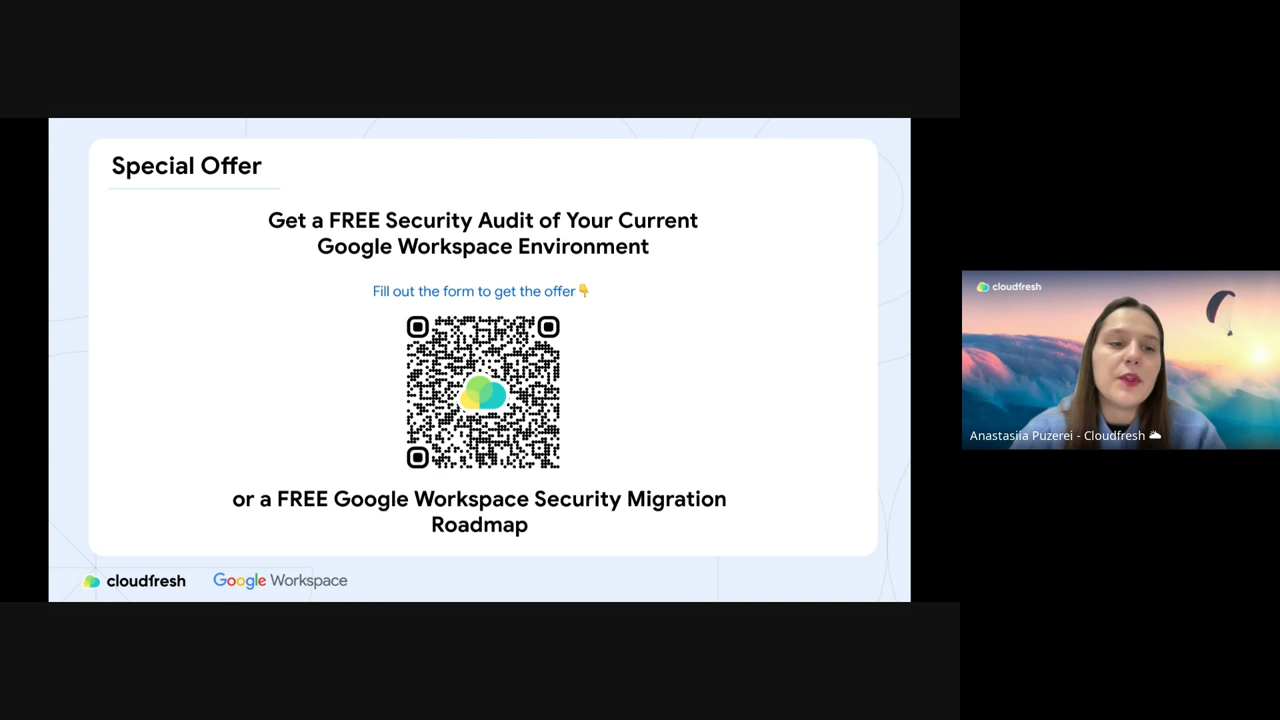 Special Offer
Get a FREE Security Audit of Your Current
Google Workspace Environment
Fill out the form to get the offer👇
or a FREE Google Workspace Security Migration
Roadmap
cloudfresh
Google Workspace
cloudfresh
Anastasiia Puzerei - Cloudfresh 🌥️